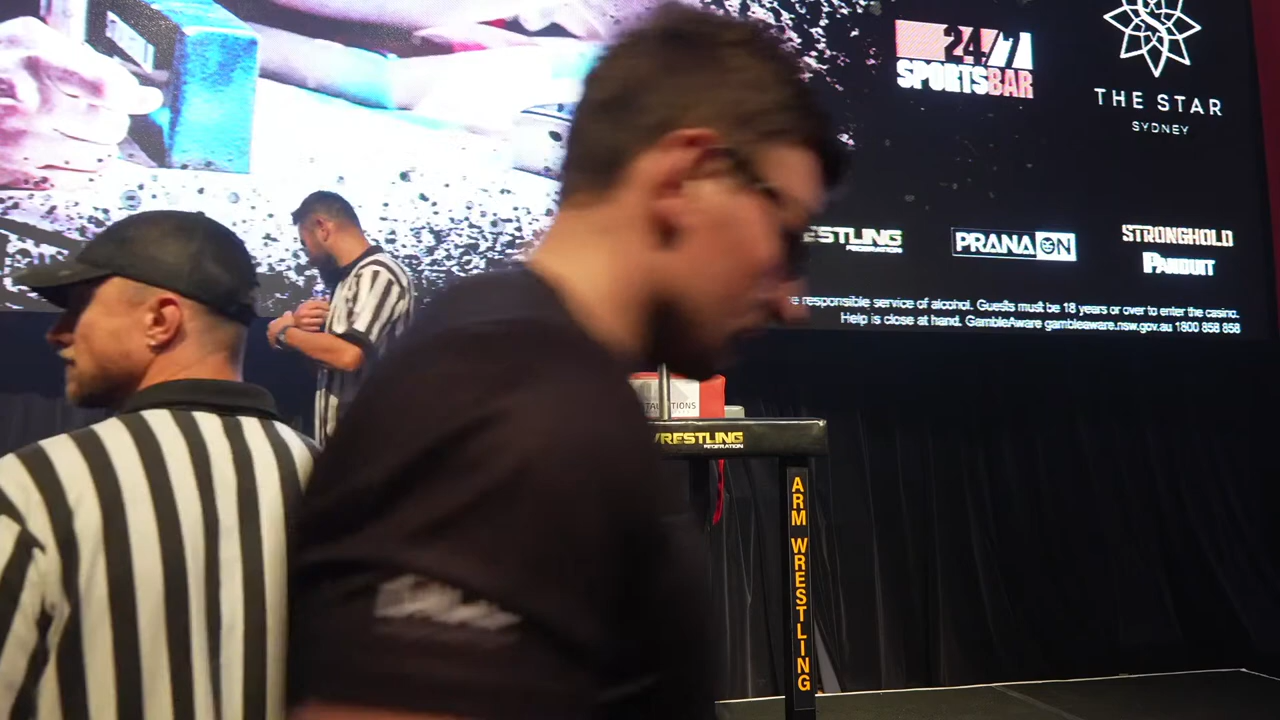 24/7
SPORTSBAR
THE STAR
SYDNEY
FEDERATION
PRANA ON
STRONGHOLD
PANDUIT
responsible service of alcohol. Guests must be 18 years or over to enter the casino.
Help is close at hand. GambleAware gambleaware.nsw.gov.au 1800 858 858
WRESTLING
FEDERATION
ARM WRESTLING